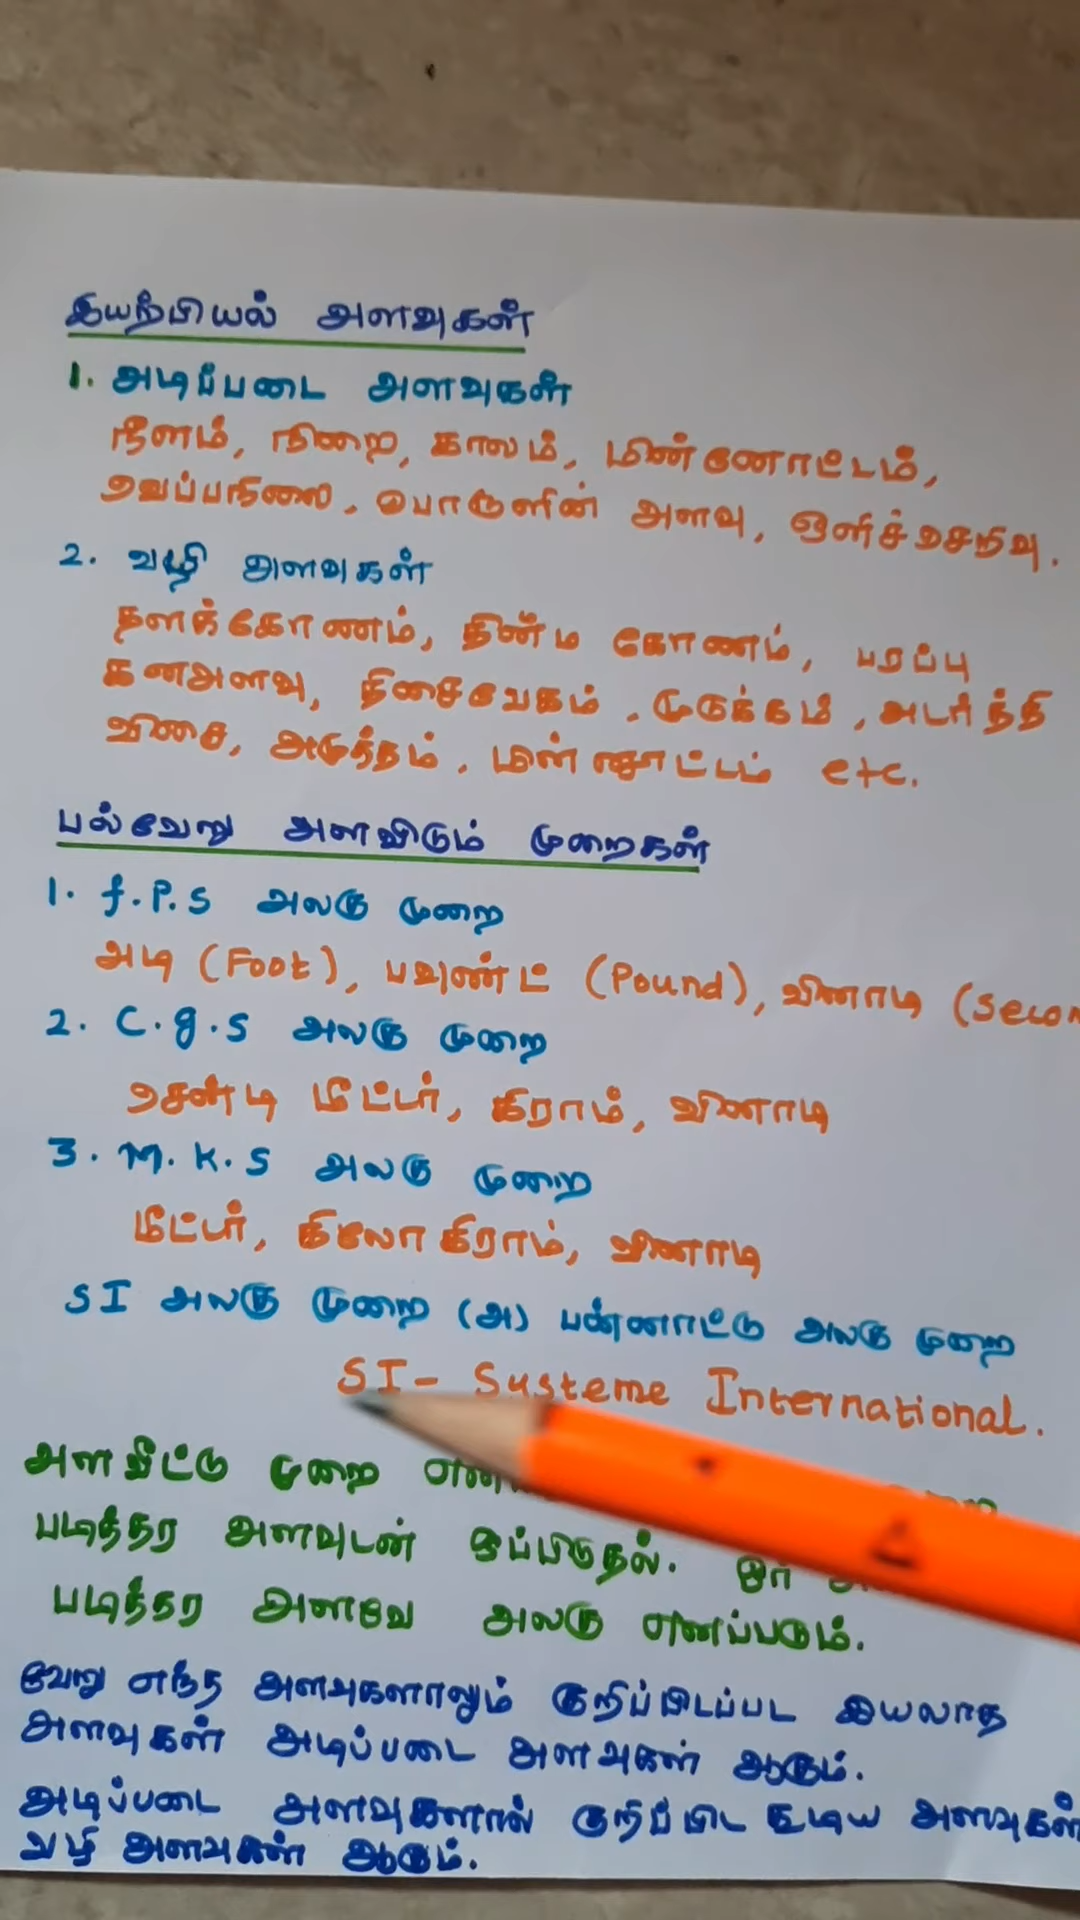 இயற்பியல் அளவுகள்
1. அடிப்படை அளவுகள்
நீளம், நிறை, காலம், மின்னோட்டம்,
வெப்பநிலை, பொருளின் அளவு, ஒளிச்செறிவு.
2. வழி அளவுகள்
தளக்கோணம், திண்ம கோணம், பரப்பு
கனஅளவு, திசைவேகம், முடுக்கம், அடர்த்தி
விசை, அழுத்தம், etc.
பல்வேறு அளவிடும் முறைகள்
1. f.P.S அலகு முறை
அடி (Foot), பவுண்ட் (Pound), வினாடி
2. C.g.S அலகு முறை
சென்டி மீட்டர், கிராம், வினாடி
3. M.K.S அலகு முறை
மீட்டர், கிலோ கிராம், வினாடி
SI அலகு முறை (அ) பன்னாட்டு அலகு முறை
SI - Systeme International.
அளவீட்டு முறை
படித்தர அளவுடன் ஒப்பிடுதல். ஓர்
படித்தர அளவே அலகு எனப்படும்.
வேறு எந்த அளவுகளாலும் குறிப்பிடப்பட இயலாத
அளவுகள் அடிப்படை அளவுகள் ஆகும்.
அடிப்படை அளவுகளால் குறிப்பிட கூடிய அளவுகள்
வழி அளவுகள் ஆகும்.